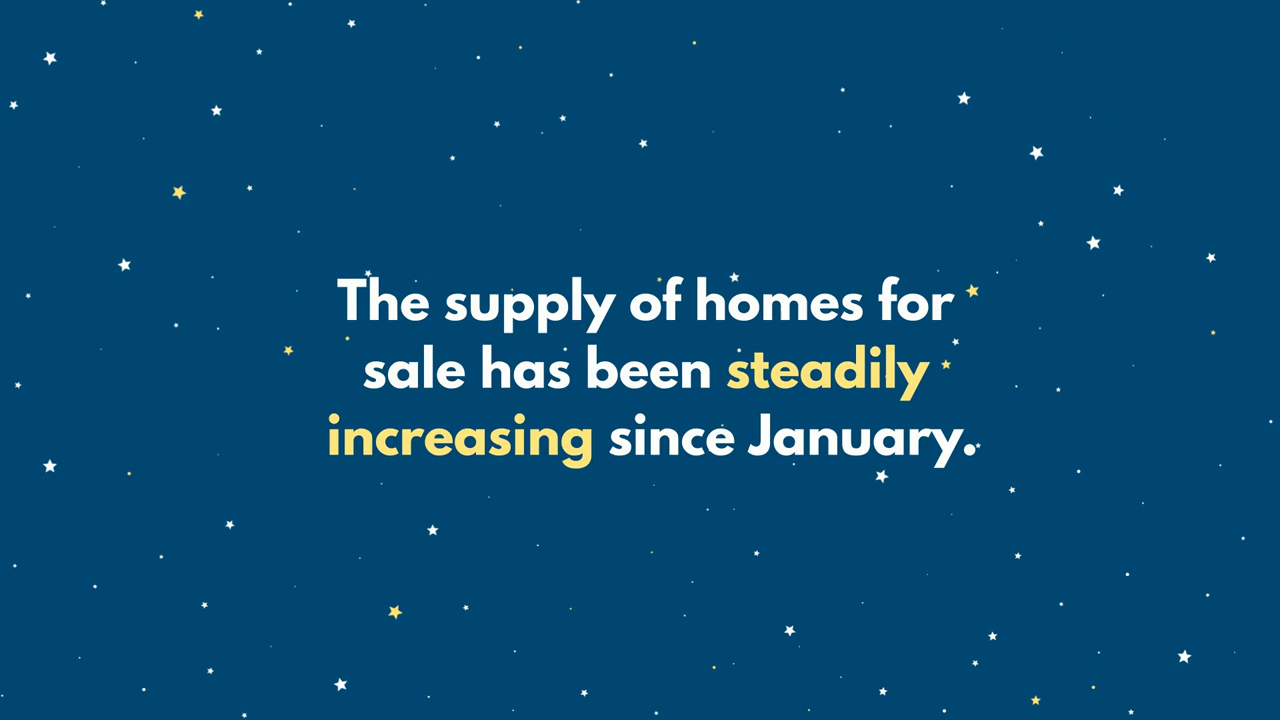 The supply of homes for
sale has been steadily
increasing since January.